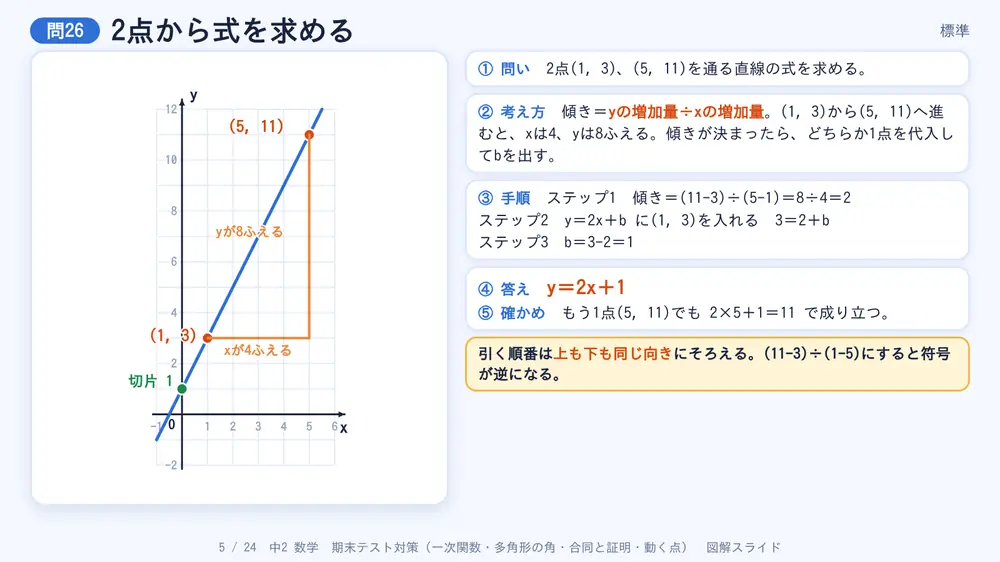 問26 2点から式を求める
標準
y
12
(5, 11)
10
8
yが8ふえる
6
4
(1, 3)
xが4ふえる
2
切片 1
-1 0 1 2 3 4 5 6 x
-2
① 問い 2点(1, 3)、(5, 11)を通る直線の式を求める。
② 考え方 傾き＝yの増加量÷xの増加量。(1, 3)から(5, 11)へ進
むと、xは4、yは8ふえる。傾きが決まったら、どちらか1点を代入し
てbを出す。
③ 手順 ステップ1 傾き＝(11-3)÷(5-1)＝8÷4＝2
ステップ2 y＝2x＋b に(1, 3)を入れる 3＝2＋b
ステップ3 b＝3-2＝1
④ 答え y＝2x＋1
⑤ 確かめ もう1点(5, 11)でも 2×5＋1＝11 で成り立つ。
引く順番は上も下も同じ向きにそろえる。(11-3)÷(1-5)にすると符号
が逆になる。
5 / 24 中2 数学 期末テスト対策（一次関数・多角形の角・合同と証明・動く点） 図解スライド